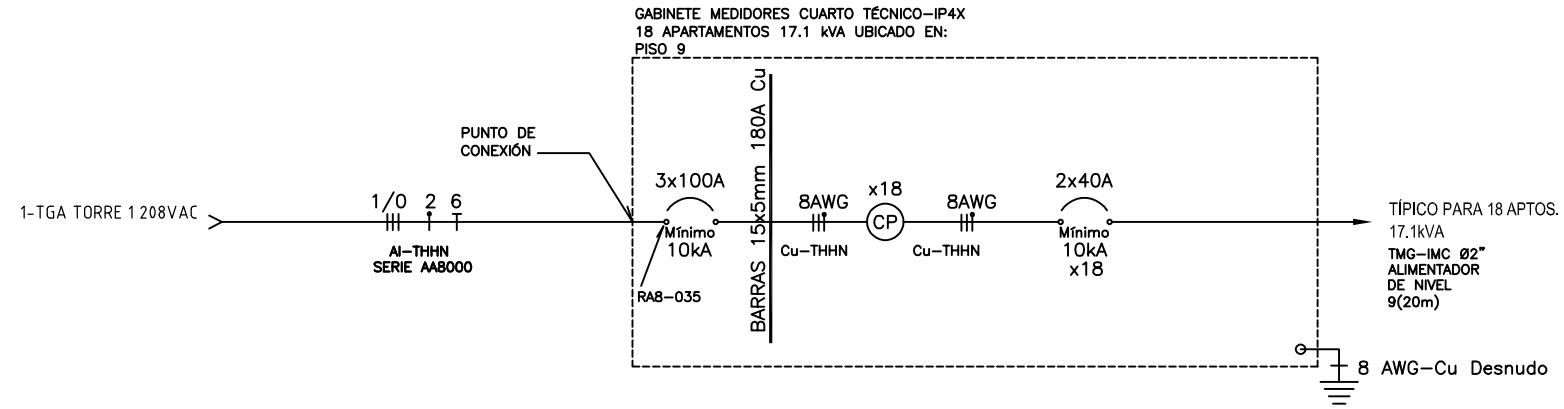 GABINETE MEDIDORES CUARTO TÉCNICO-IP4X
18 APARTAMENTOS 17.1 kVA UBICADO EN:
PISO 9
PUNTO DE
CONEXIÓN
1-TGA TORRE 1 208VAC
1/0 2 6
Al-THHN
SERIE AA8000
3x100A
Mínimo
10kA
RA8-035
BARRAS 15x5mm 180A Cu
8AWG
Cu-THHN
x18
CP
8AWG
Cu-THHN
2x40A
Mínimo
10kA
x18
TÍPICO PARA 18 APTOS.
17.1kVA
TMG-IMC Ø2"
ALIMENTADOR
DE NIVEL
9(20m)
8 AWG-Cu Desnudo